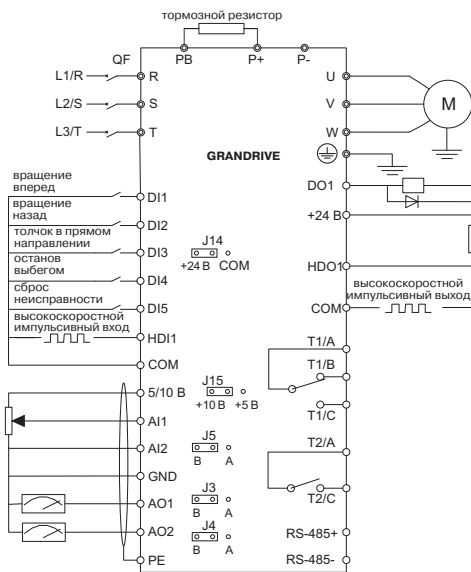 тормозной резистор
QF PB P+ P-
L1/R R U
L2/S S V M
L3/T T W
GRANDRIVE
вращение
вперед
DI1 DO1
вращение
назад
DI2 +24 В
толчок в прямом
направлении
DI3 J14
+24 В COM
HDO1
останов
выбегом
DI4
высокоскоростной
импульсивный выход
сброс
неисправности
DI5 COM
высокоскоростной
импульсивный вход
HDI1 T1/A
COM T1/B
5/10 В J15
+10 В +5 В
T1/C
AI1
J5 T2/A
AI2 B A
GND
J3 T2/C
AO1 B A
J4
AO2 B A RS-485+
PE RS-485-